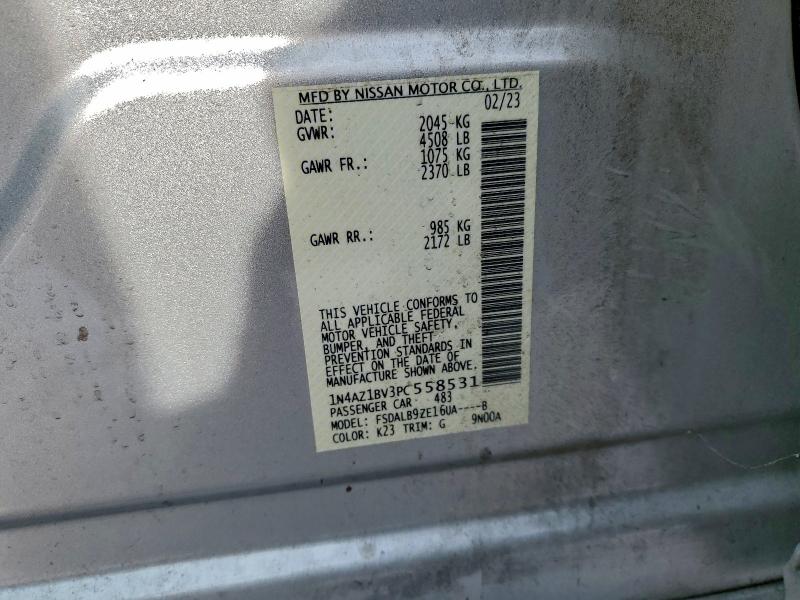 MFD BY NISSAN MOTOR CO., LTD.
DATE: 02/23
GVWR: 2045 KG
4508 LB
GAWR FR.: 1075 KG
2370 LB
GAWR RR.: 985 KG
2172 LB
THIS VEHICLE CONFORMS TO
ALL APPLICABLE FEDERAL
MOTOR VEHICLE SAFETY,
BUMPER, AND THEFT
PREVENTION STANDARDS IN
EFFECT ON THE DATE OF
MANUFACTURE SHOWN ABOVE.
1N4AZ1BV3PC558531
PASSENGER CAR 483
MODEL: FSDALB9ZE16UA----B
COLOR: K23 TRIM: G 9N00A